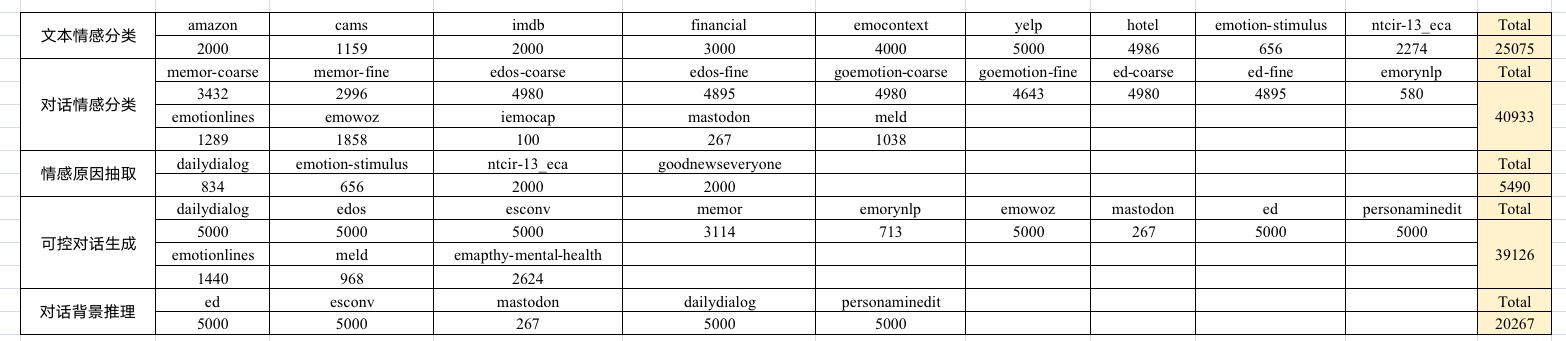 文本情感分类 amazon cams imdb financial emocontext yelp hotel emotion-stimulus ntcir-13_eca Total
2000 1159 2000 3000 4000 5000 4986 656 2274 25075
对话情感分类 memor-coarse memor-fine edos-coarse edos-fine goemotion-coarse goemotion-fine ed-coarse ed-fine emorynlp Total
3432 2996 4980 4895 4980 4643 4980 4895 580 40933
emotionlines emowoz iemocap mastodon meld
1289 1858 100 267 1038
情感原因抽取 dailydialog emotion-stimulus ntcir-13_eca goodnewseveryone Total
834 656 2000 2000 5490
可控对话生成 dailydialog edos esconv memor emorynlp emowoz mastodon ed personaminedit Total
5000 5000 5000 3114 713 5000 267 5000 5000 39126
emotionlines meld emapthy-mental-health
1440 968 2624
对话背景推理 ed esconv mastodon dailydialog personaminedit Total
5000 5000 267 5000 5000 20267